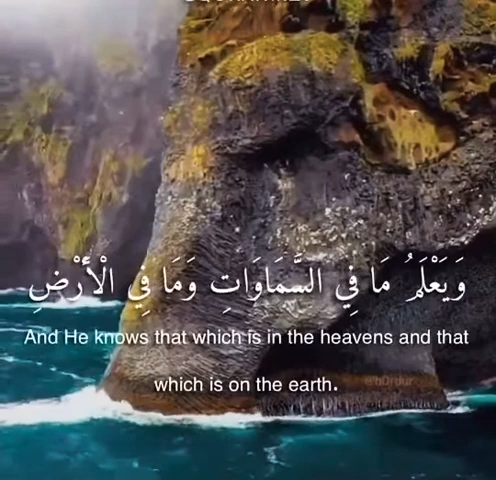 وَيَعْلَمُ مَا فِي السَّمَاوَاتِ وَمَا فِي الْأَرْضِ
And He knows that which is in the heavens and that
which is on the earth.